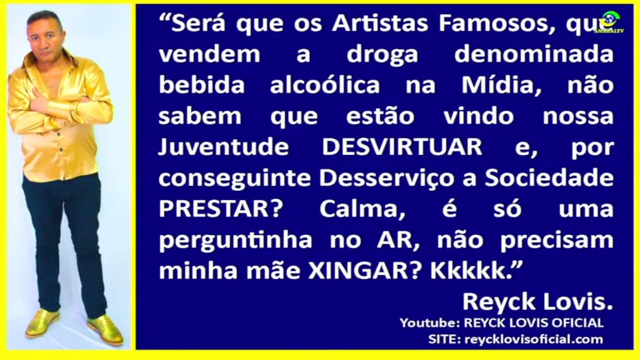 “Será que os Artistas Famosos, que
vendem a droga denominada
bebida alcoólica na Mídia, não
sabem que estão vindo nossa
Juventude DESVIRTUAR e, por
conseguinte Desserviço a Sociedade
PRESTAR? Calma, é só uma
perguntinha no AR, não precisam
minha mãe XINGAR? Kkkkk.”
Reyck Lovis.
Youtube: REYCK LOVIS OFICIAL
SITE: reycklovisoficial.com